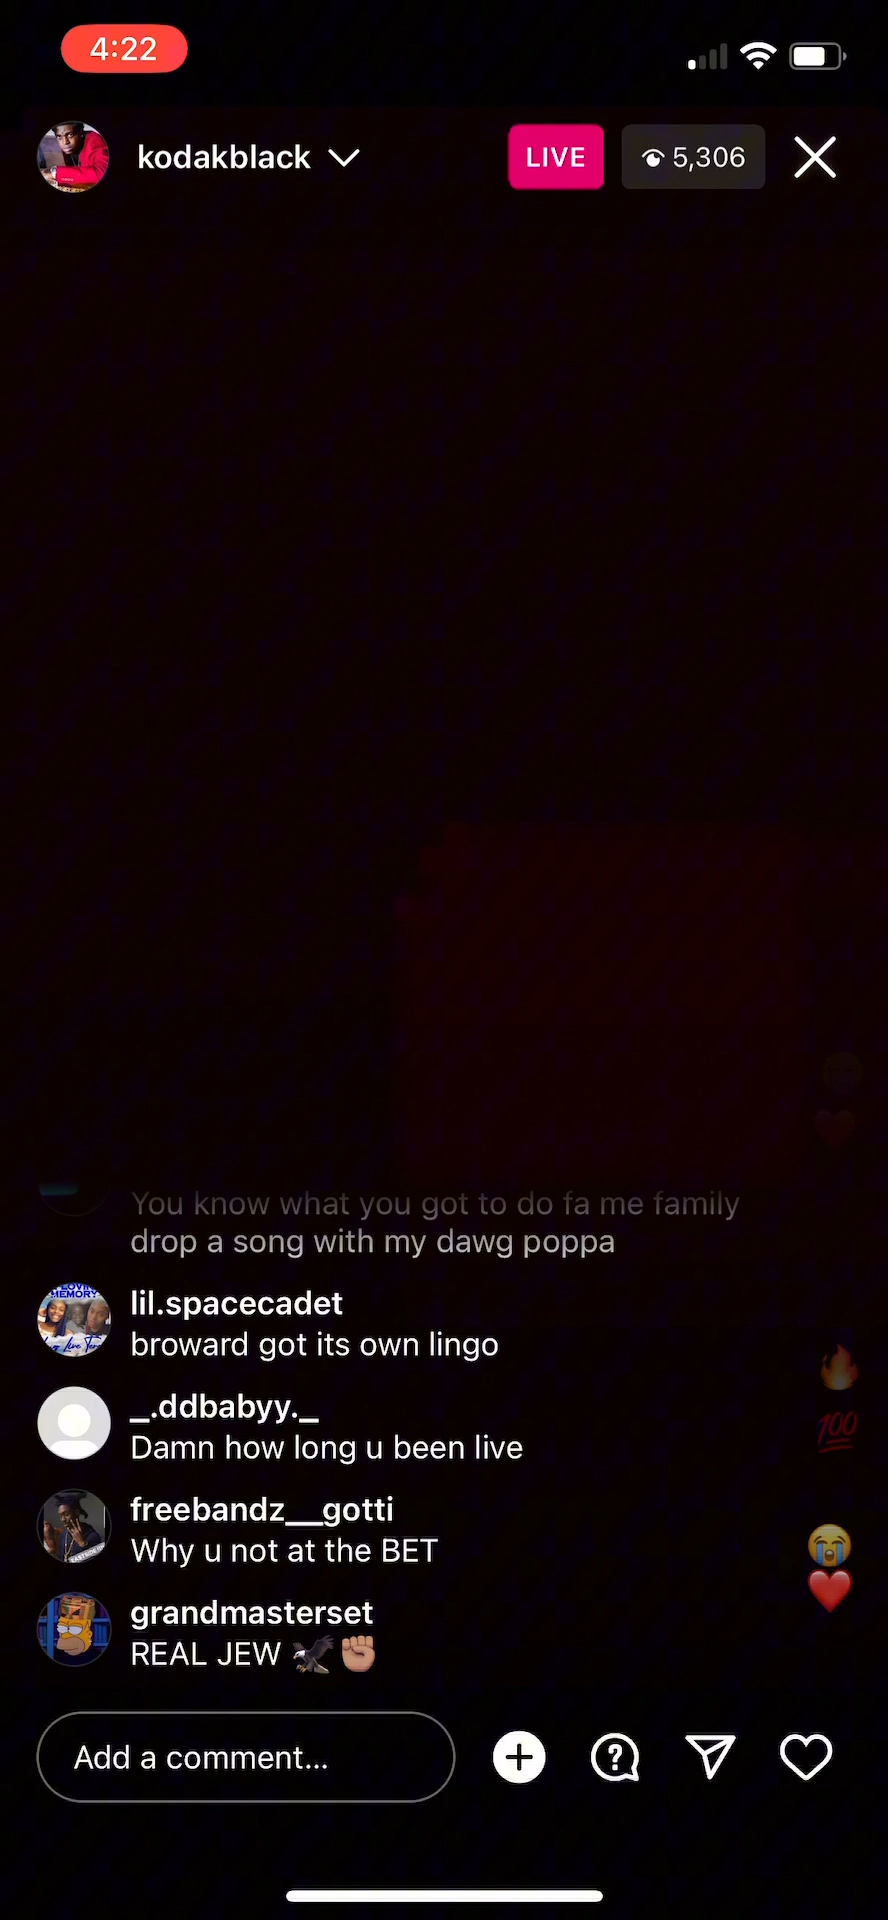 4:22
kodakblack
LIVE
5,306
You know what you got to do fa me family
drop a song with my dawg poppa
lil.spacecadet
broward got its own lingo
_.ddbabyy._
Damn how long u been live
freebandz__gotti
Why u not at the BET
grandmasterset
REAL JEW 🦅✊🏽
Add a comment...